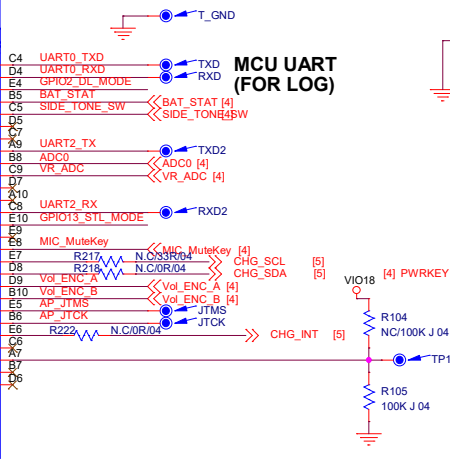 T_GND
C4 UART0_TXD TXD
MCU UART
D4 UART0_RXD RXD
(FOR LOG)
E4 GPIO2_DL_MODE
B5 BAT_STAT BAT_STAT [4]
C5 SIDE_TONE_SW SIDE_TONE_SW [4]
D5
C7
A9 UART2_TX TXD2
B8 ADC0 ADC0 [4]
C9 VR_ADC VR_ADC [4]
D7
A10
C8 UART2_RX RXD2
E10 GPIO13_STL_MODE
E9
E8 MIC_MuteKey MIC_MuteKey [4]
E7 R217 N.C/33R/04 CHG_SCL [5]
D8 R218 N.C/0R/04 CHG_SDA [5] [4] PWRKEY
D9 Vol_ENC_A Vol_ENC_A [4] VIO18
B10 Vol_ENC_B Vol_ENC_B [4]
E5 AP_JTMS JTMS
B6 AP_JTCK JTCK
R104
NC/100K J 04
E6 R222 N.C/0R/04 CHG_INT [5]
C6
A7 TP1
B7
D6
R105
100K J 04